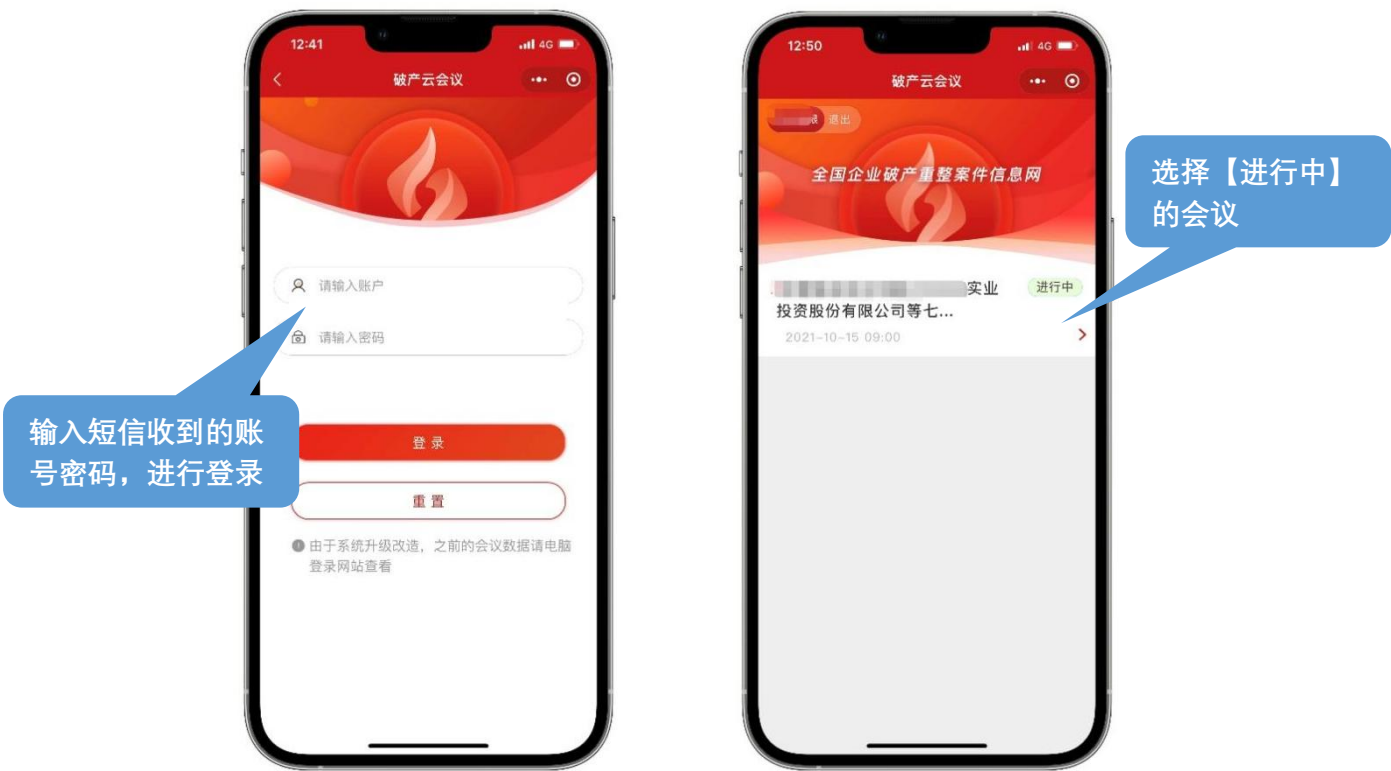 12:41
4G
破产云会议
请输入账户
请输入密码
输入短信收到的账
号密码，进行登录
登 录
重 置
由于系统升级改造，之前的会议数据请电脑
登录网站查看
12:50
4G
破产云会议
退出
全国企业破产重整案件信息网
实业
进行中
投资股份有限公司等七...
2021-10-15 09:00
选择【进行中】
的会议